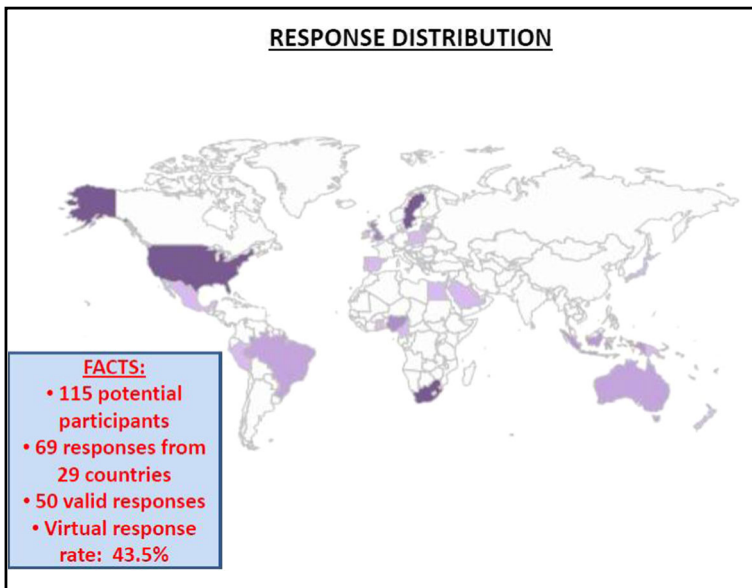 RESPONSE DISTRIBUTION
FACTS:
• 115 potential
participants
• 69 responses from
29 countries
• 50 valid responses
• Virtual response
rate:  43.5%